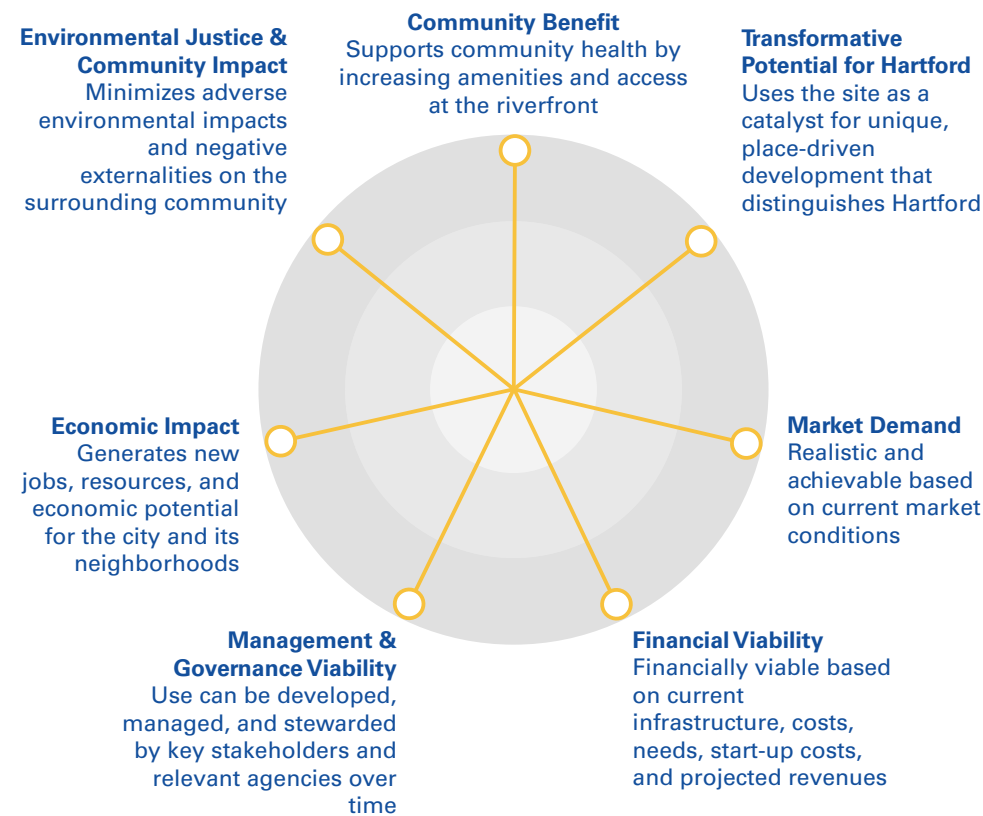 Community Benefit
Supports community health by
increasing amenities and access
at the riverfront
Transformative
Potential for Hartford
Uses the site as a
catalyst for unique,
place-driven
development that
distinguishes Hartford
Market Demand
Realistic and
achievable based
on current market
conditions
Financial Viability
Financially viable based
on current
infrastructure, costs,
needs, start-up costs,
and projected revenues
Management &
Governance Viability
Use can be developed,
managed, and stewarded
by key stakeholders and
relevant agencies over
time
Economic Impact
Generates new
jobs, resources, and
economic potential
for the city and its
neighborhoods
Environmental Justice &
Community Impact
Minimizes adverse
environmental impacts
and negative
externalities on the
surrounding community